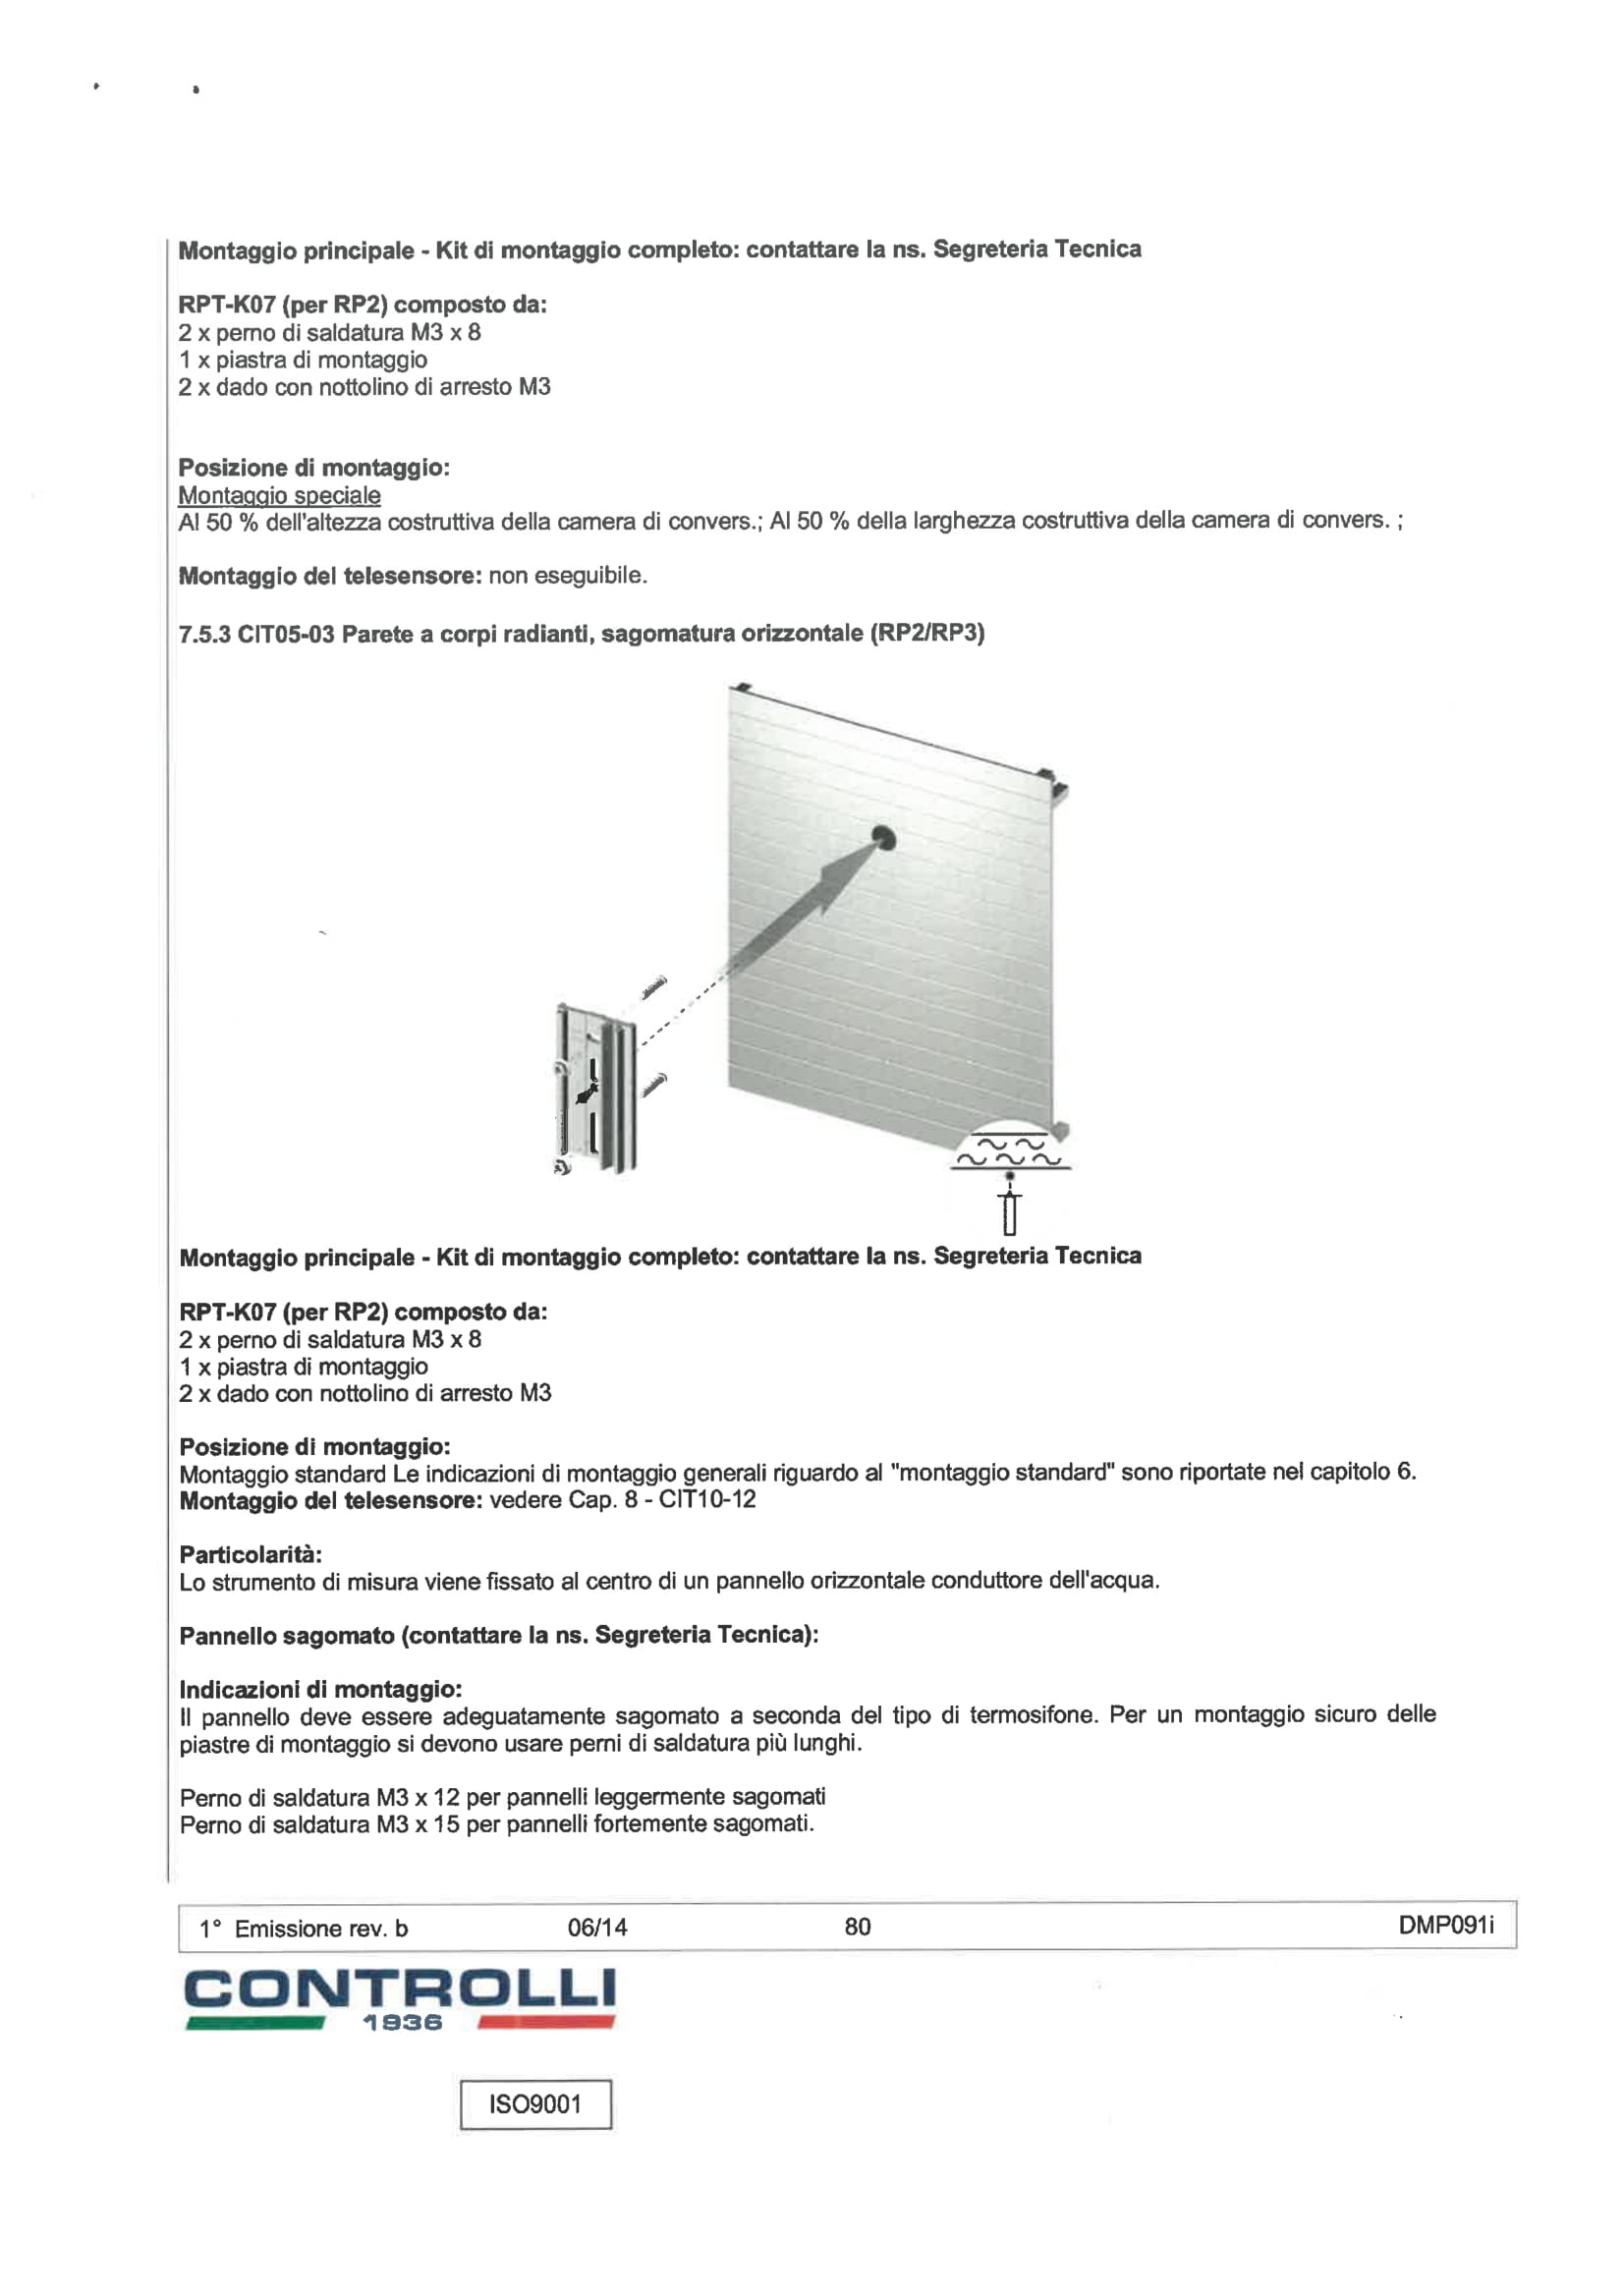 Montaggio principale - Kit di montaggio completo: contattare la ns. Segreteria Tecnica
RPT-K07 (per RP2) composto da:
2 x perno di saldatura M3 x 8
1 x piastra di montaggio
2 x dado con nottolino di arresto M3
Posizione di montaggio:
Montaggio speciale
Al 50 % dell'altezza costruttiva della camera di convers.; Al 50 % della larghezza costruttiva della camera di convers. ;
Montaggio del telesensore: non eseguibile.
7.5.3 CIT05-03 Parete a corpi radianti, sagomatura orizzontale (RP2/RP3)
Montaggio principale - Kit di montaggio completo: contattare la ns. Segreteria Tecnica
RPT-K07 (per RP2) composto da:
2 x perno di saldatura M3 x 8
1 x piastra di montaggio
2 x dado con nottolino di arresto M3
Posizione di montaggio:
Montaggio standard Le indicazioni di montaggio generali riguardo al "montaggio standard" sono riportate nel capitolo 6.
Montaggio del telesensore: vedere Cap. 8 - CIT10-12
Particolarità:
Lo strumento di misura viene fissato al centro di un pannello orizzontale conduttore dell'acqua.
Pannello sagomato (contattare la ns. Segreteria Tecnica):
Indicazioni di montaggio:
Il pannello deve essere adeguatamente sagomato a seconda del tipo di termosifone. Per un montaggio sicuro delle
piastre di montaggio si devono usare perni di saldatura più lunghi.
Perno di saldatura M3 x 12 per pannelli leggermente sagomati
Perno di saldatura M3 x 15 per pannelli fortemente sagomati.
1° Emissione rev. b 06/14 80 DMP091i
CONTROLLI
1936
ISO9001